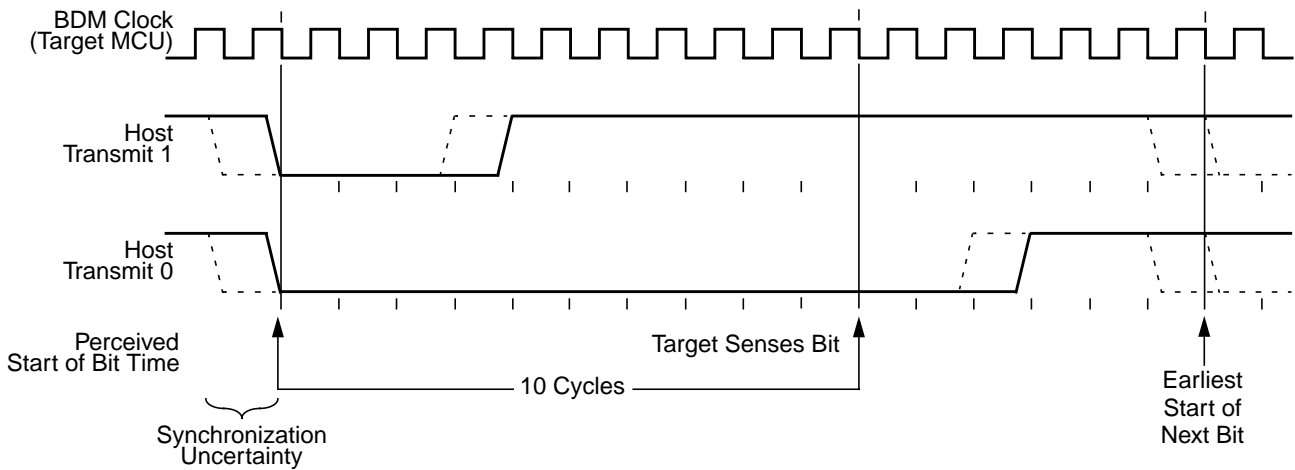 BDM Clock
(Target MCU)
Host
Transmit 1
Host
Transmit 0
Perceived
Start of Bit Time
Target Senses Bit
10 Cycles
Earliest
Start of
Next Bit
Synchronization
Uncertainty